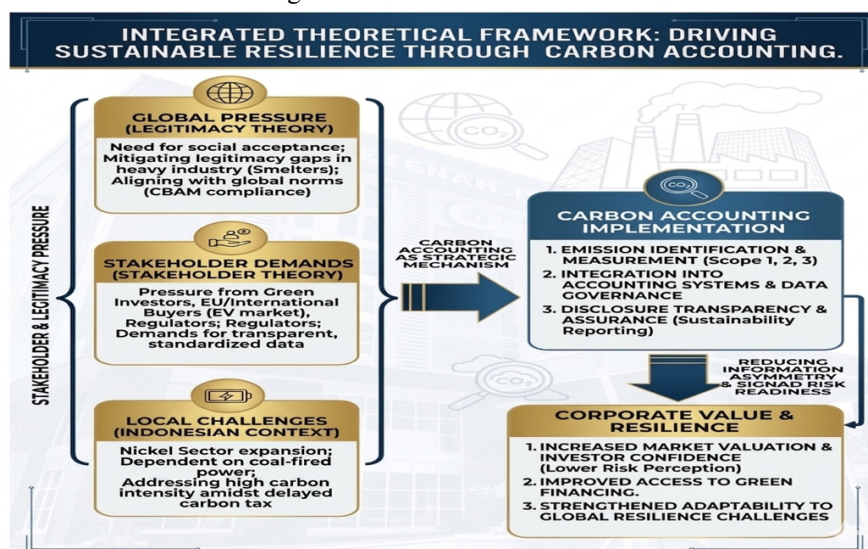 INTEGRATED THEORETICAL FRAMEWORK: DRIVING
SUSTAINABLE RESILIENCE THROUGH CARBON ACCOUNTING.
STAKEHOLDER & LEGITIMACY PRESSURE
GLOBAL PRESSURE
(LEGITIMACY THEORY)
Need for social acceptance;
Mitigating legitimacy gaps in
heavy industry (Smelters);
Aligning with global norms
(CBAM compliance)
STAKEHOLDER DEMANDS
(STAKEHOLDER THEORY)
Pressure from Green
Investors, EU/International
Buyers (EV market),
Regulators; Regulators;
Demands for transparent,
standardized data
LOCAL CHALLENGES
(INDONESIAN CONTEXT)
Nickel Sector expansion;
Dependent on coal-fired
power;
Addressing high carbon
intensity amidst delayed
carbon tax
CARBON
ACCOUNTING
AS STRATEGIC
MECHANISM
CO₂
CO₂
CARBON ACCOUNTING
IMPLEMENTATION
1. EMISSION IDENTIFICATION &
MEASUREMENT (Scope 1, 2, 3)
2. INTEGRATION INTO
ACCOUNTING SYSTEMS & DATA
GOVERNANCE
3. DISCLOSURE TRANSPARENCY &
ASSURANCE (Sustainability
Reporting)
REDUCING
INFORMATION
ASYMMETRY
& SIGNAD RISK
READINESS
CO₂
CORPORATE VALUE &
RESILIENCE
1. INCREASED MARKET VALUATION &
INVESTOR CONFIDENCE
(Lower Risk Perception)
2. IMPROVED ACCESS TO GREEN
FINANCING.
3. STRENGTHENED ADAPTABILITY TO
GLOBAL RESILIENCE CHALLENGES